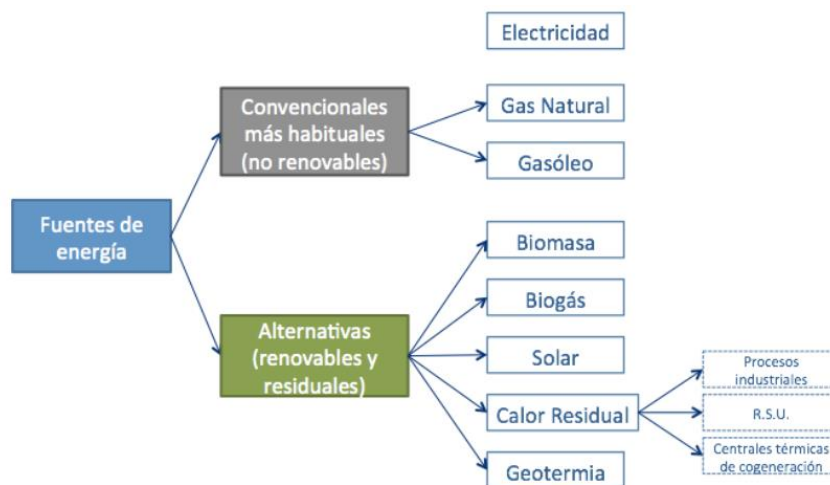 Electricidad
Convencionales
más habituales
(no renovables)
Gas Natural
Gasóleo
Fuentes de
energía
Biomasa
Biogás
Alternativas
(renovables y
residuales)
Solar
Calor Residual
Geotermia
Procesos
industriales
R.S.U.
Centrales térmicas
de cogeneración